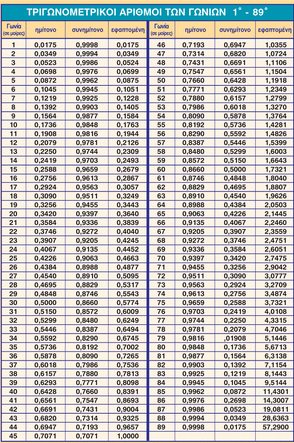 ΤΡΙΓΩΝΟΜΕΤΡΙΚΟΙ ΑΡΙΘΜΟΙ ΤΩΝ ΓΩΝΙΩΝ 1° - 89°
Γωνία (σε μοίρες) ημίτονο συνημίτονο εφαπτομένη Γωνία (σε μοίρες) ημίτονο συνημίτονο εφαπτομένη
1 0,0175 0,9998 0,0175 46 0,7193 0,6947 1,0355
2 0,0349 0,9994 0,0349 47 0,7314 0,6820 1,0724
3 0,0523 0,9986 0,0524 48 0,7431 0,6691 1,1106
4 0,0698 0,9976 0,0699 49 0,7547 0,6561 1,1504
5 0,0872 0,9962 0,0875 50 0,7660 0,6428 1,1918
6 0,1045 0,9945 0,1051 51 0,7771 0,6293 1,2349
7 0,1219 0,9925 0,1228 52 0,7880 0,6157 1,2799
8 0,1392 0,9903 0,1405 53 0,7986 0,6018 1,3270
9 0,1564 0,9877 0,1584 54 0,8090 0,5878 1,3764
10 0,1736 0,9848 0,1763 55 0,8192 0,5736 1,4281
11 0,1908 0,9816 0,1944 56 0,8290 0,5592 1,4826
12 0,2079 0,9781 0,2126 58 0,8387 0,5446 1,5399
13 0,2250 0,9744 0,2309 58 0,8480 0,5299 1,6003
14 0,2419 0,9703 0,2493 59 0,8572 0,5150 1,6643
15 0,2588 0,9659 0,2679 60 0,8660 0,5000 1,7321
16 0,2756 0,9613 0,2867 61 0,8746 0,4848 1,8040
17 0,2924 0,9563 0,3057 62 0,8829 0,4695 1,8807
18 0,3090 0,9511 0,3249 63 0,8910 0,4540 1,9626
19 0,3256 0,9455 0,3443 64 0,8988 0,4384 2,0503
20 0,3420 0,9397 0,3640 65 0,9063 0,4226 2,1445
21 0,3584 0,9336 0,3839 66 0,9135 0,4067 2,2460
22 0,3746 0,9272 0,4040 67 0,9205 0,3907 2,3559
23 0,3907 0,9205 0,4245 68 0,9272 0,3746 2,4751
24 0,4067 0,9135 0,4452 69 0,9336 0,3584 2,6051
25 0,4226 0,9063 0,4663 70 0,9397 0,3420 2,7475
26 0,4384 0,8988 0,4877 71 0,9455 0,3256 2,9042
27 0,4540 0,8910 0,5095 72 0,9511 0,3090 3,0777
28 0,4695 0,8829 0,5317 73 0,9563 0,2924 3,2709
29 0,4848 0,8746 0,5543 74 0,9613 0,2756 3,4874
30 0,5000 0,8660 0,5774 75 0,9659 0,2588 3,7321
31 0,5150 0,8572 0,6009 76 0,9703 0,2419 4,0108
32 0,5299 0,8480 0,6249 77 0,9744 0,2250 4,3315
33 0,5446 0,8387 0,6494 78 0,9781 0,2079 4,7046
34 0,5592 0,8290 0,6745 79 0,9816 ,01908 5,1446
35 0,5736 0,8192 0,7002 80 0,9848 0,1736 5,6713
36 0,5878 0,8090 0,7265 81 0,9877 0,1564 6,3138
37 0,6018 0,7986 0,7536 82 0,9903 0,1392 7,1154
38 0,6157 0,7880 0,7813 83 0,9925 0,1219 8,1443
39 0,6293 0,7771 0,8098 84 0,9945 0,1045 9,5144
40 0,6428 0,7660 0,8391 85 0,9962 0,0872 11,4301
41 0,6561 0,7547 0,8693 86 0,9976 0,2698 14,3007
42 0,6691 0,7431 0,9004 87 0,9986 0,0523 19,0811
43 0,6820 0,7314 0,9325 88 0,9994 0,0349 28,6363
44 0,6947 0,7193 0,9657 89 0,9998 0,0175 57,2900
45 0,7071 0,7071 1,0000